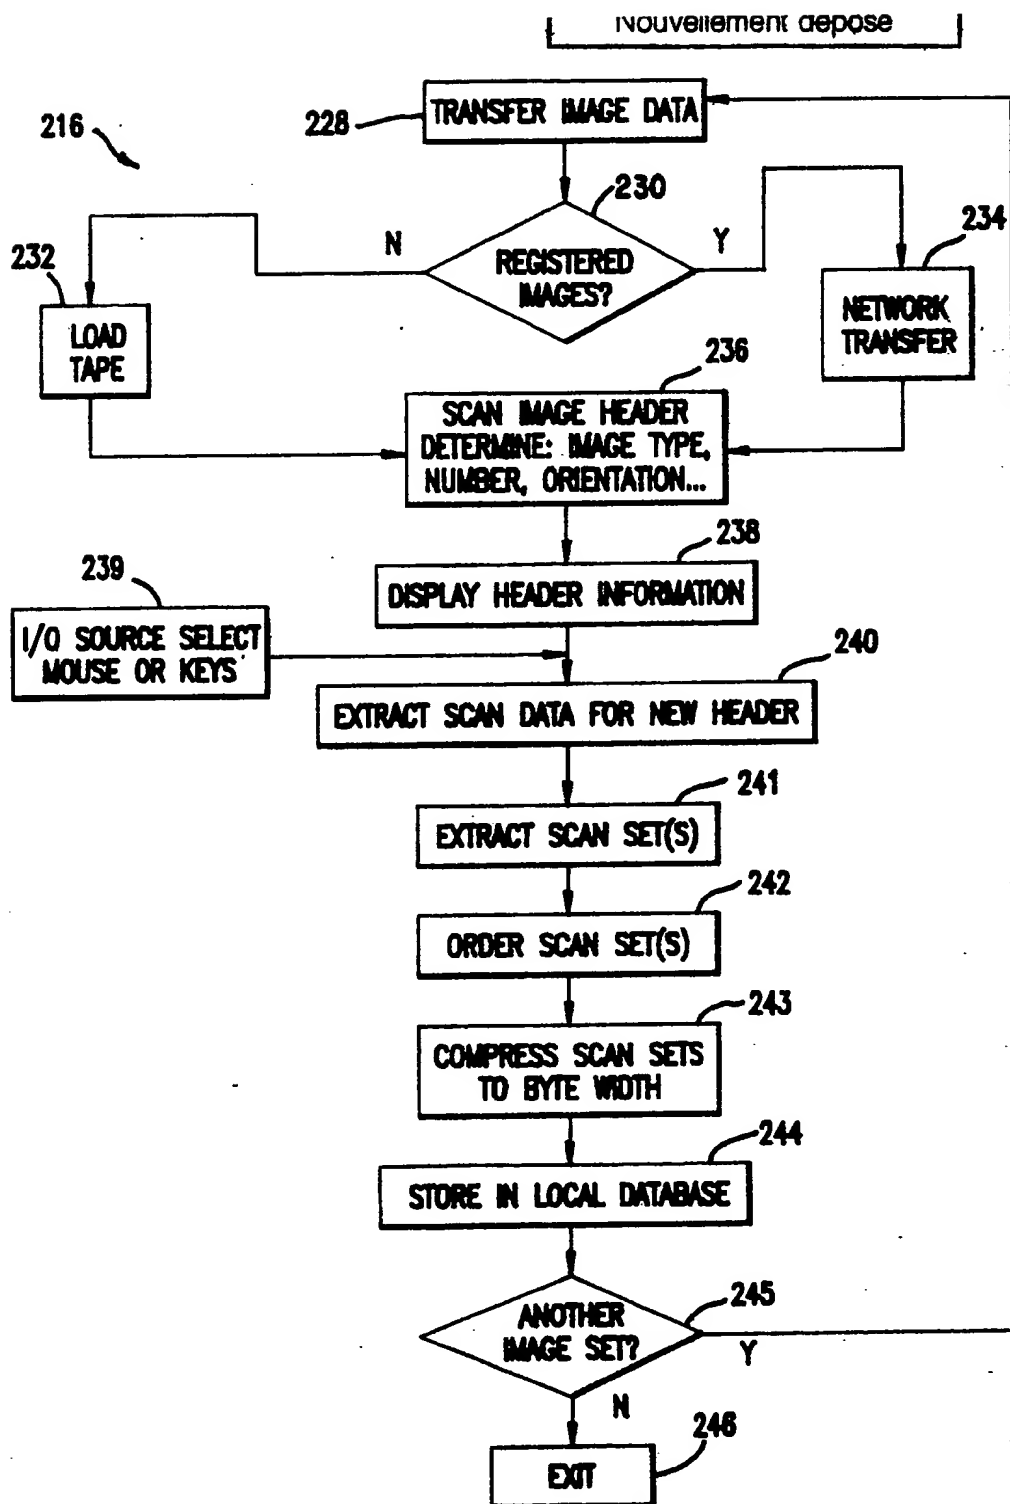 Nouvellement déposé
TRANSFER IMAGE DATA
228
216
230
REGISTERED
IMAGES?
N
Y
232
LOAD
TAPE
234
NETWORK
TRANSFER
236
SCAN IMAGE HEADER
DETERMINE: IMAGE TYPE,
NUMBER, ORIENTATION...
238
DISPLAY HEADER INFORMATION
239
I/O SOURCE SELECT
MOUSE OR KEYS
240
EXTRACT SCAN DATA FOR NEW HEADER
241
EXTRACT SCAN SET(S)
242
ORDER SCAN SET(S)
243
COMPRESS SCAN SETS
TO BYTE WIDTH
244
STORE IN LOCAL DATABASE
245
ANOTHER
IMAGE SET?
Y
N
246
EXIT